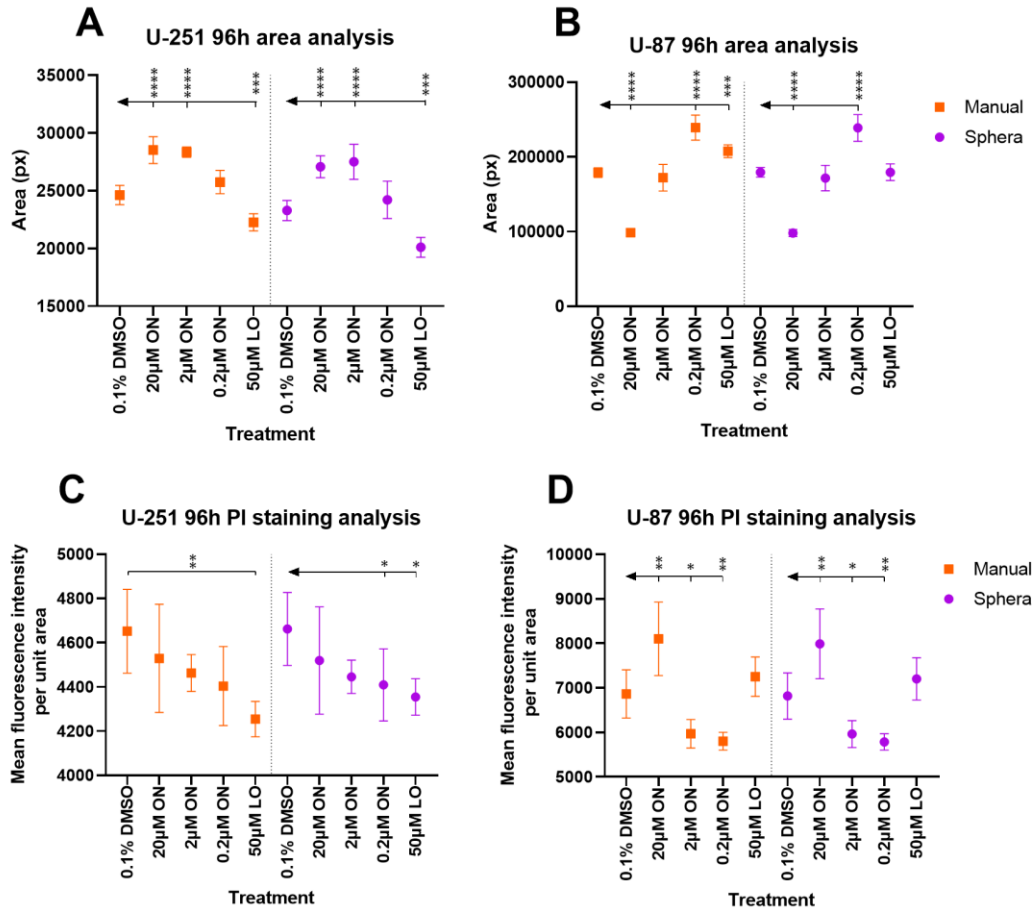 A
U-251 96h area analysis
35000
30000
25000
20000
15000
Area (px)
**** **** *** **** **** ***
0.1% DMSO 20µM ON 2µM ON 0.2µM ON 50µM LO 0.1% DMSO 20µM ON 2µM ON 0.2µM ON 50µM LO
Treatment
B
U-87 96h area analysis
300000
200000
100000
0
Area (px)
**** **** *** **** ****
0.1% DMSO 20µM ON 2µM ON 0.2µM ON 50µM LO 0.1% DMSO 20µM ON 2µM ON 0.2µM ON 50µM LO
Treatment
Manual
Sphera
C
U-251 96h PI staining analysis
5000
4800
4600
4400
4200
4000
Mean fluorescence intensity
per unit area
** * *
0.1% DMSO 20µM ON 2µM ON 0.2µM ON 50µM LO 0.1% DMSO 20µM ON 2µM ON 0.2µM ON 50µM LO
Treatment
D
U-87 96h PI staining analysis
10000
9000
8000
7000
6000
5000
Mean fluorescence intensity
per unit area
** * ** ** * **
0.1% DMSO 20µM ON 2µM ON 0.2µM ON 50µM LO 0.1% DMSO 20µM ON 2µM ON 0.2µM ON 50µM LO
Treatment
Manual
Sphera